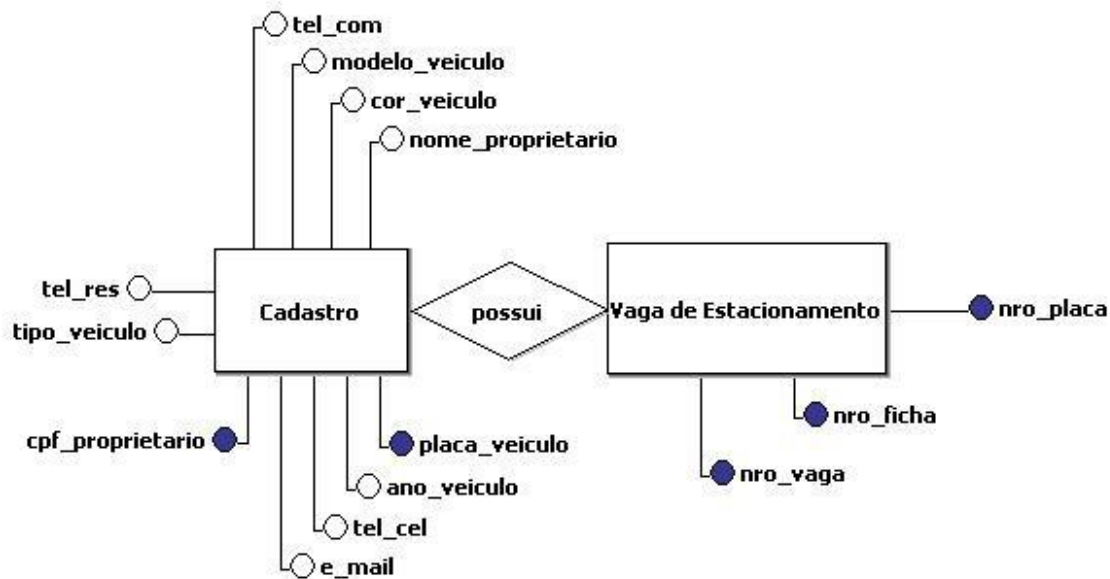 tel_com
modelo_veiculo
cor_veiculo
nome_proprietario
tel_res
tipo_veiculo
Cadastro
possui
Vaga de Estacionamento
nro_placa
cpf_proprietario
placa_veiculo
ano_veiculo
tel_cel
e_mail
nro_ficha
nro_vaga